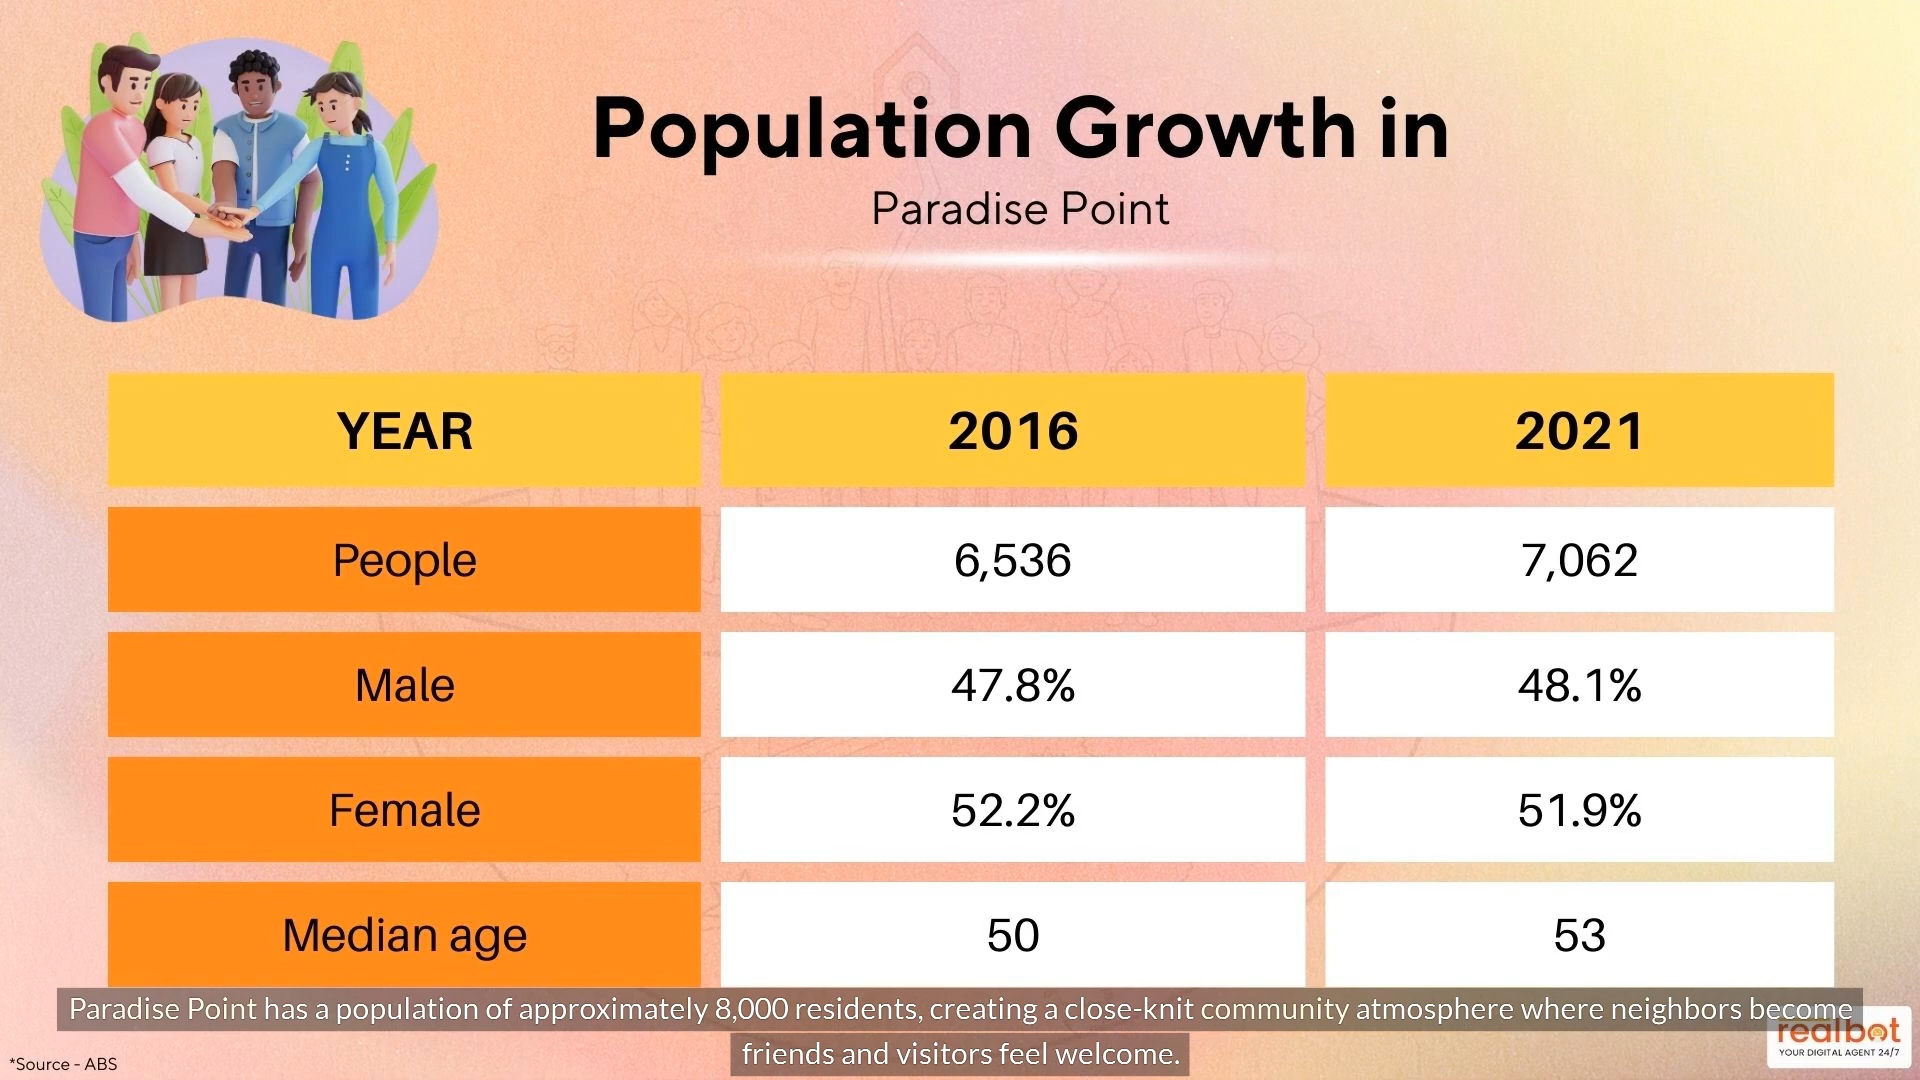 Population Growth in
Paradise Point
YEAR 2016 2021
People 6,536 7,062
Male 47.8% 48.1%
Female 52.2% 51.9%
Median age 50 53
Paradise Point has a population of approximately 8,000 residents, creating a close-knit community atmosphere where neighbors become
friends and visitors feel welcome.
*Source - ABS
realbot
YOUR DIGITAL AGENT 24/7